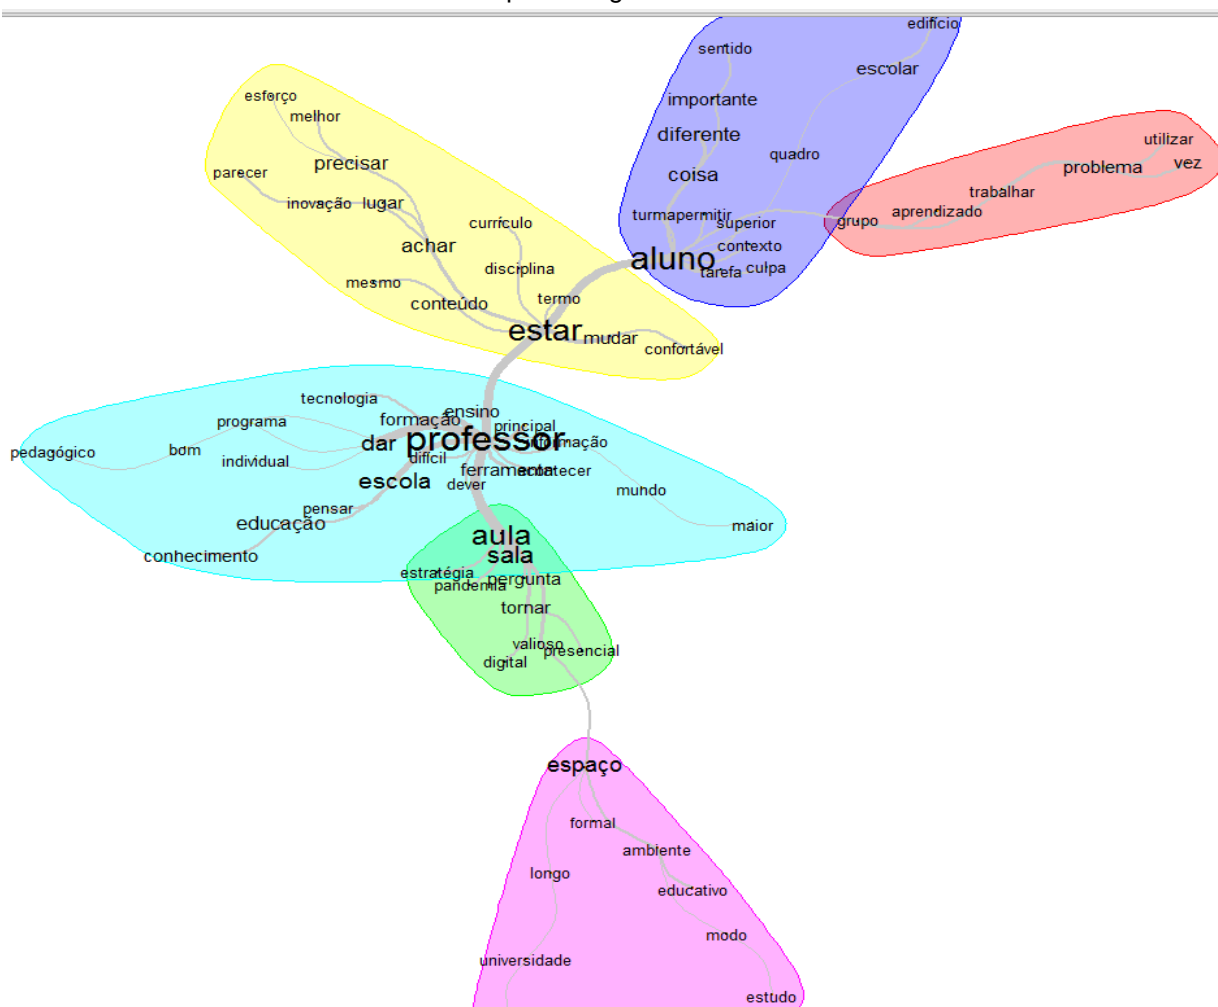 edifício
sentido
escolar
esforço
importante
melhor
diferente
utilizar
quadro
vez
precisar
problema
parecer
coisa
trabalhar
inovação
lugar
turma
permitir
aprendizado
currículo
superior
grupo
achar
contexto
aluno
disciplina
tarefa
culpa
mesmo
conteúdo
termo
estar
mudar
confortável
tecnologia
ensino
programa
formação
principal
dar
professor
informação
pedagógico
bom
individual
difícil
ferramenta
acontecer
escola
dever
mundo
pensar
educação
maior
aula
conhecimento
sala
estratégia
pandemia
pergunta
tornar
valioso
presencial
digital
espaço
formal
ambiente
longo
educativo
modo
universidade
estudo